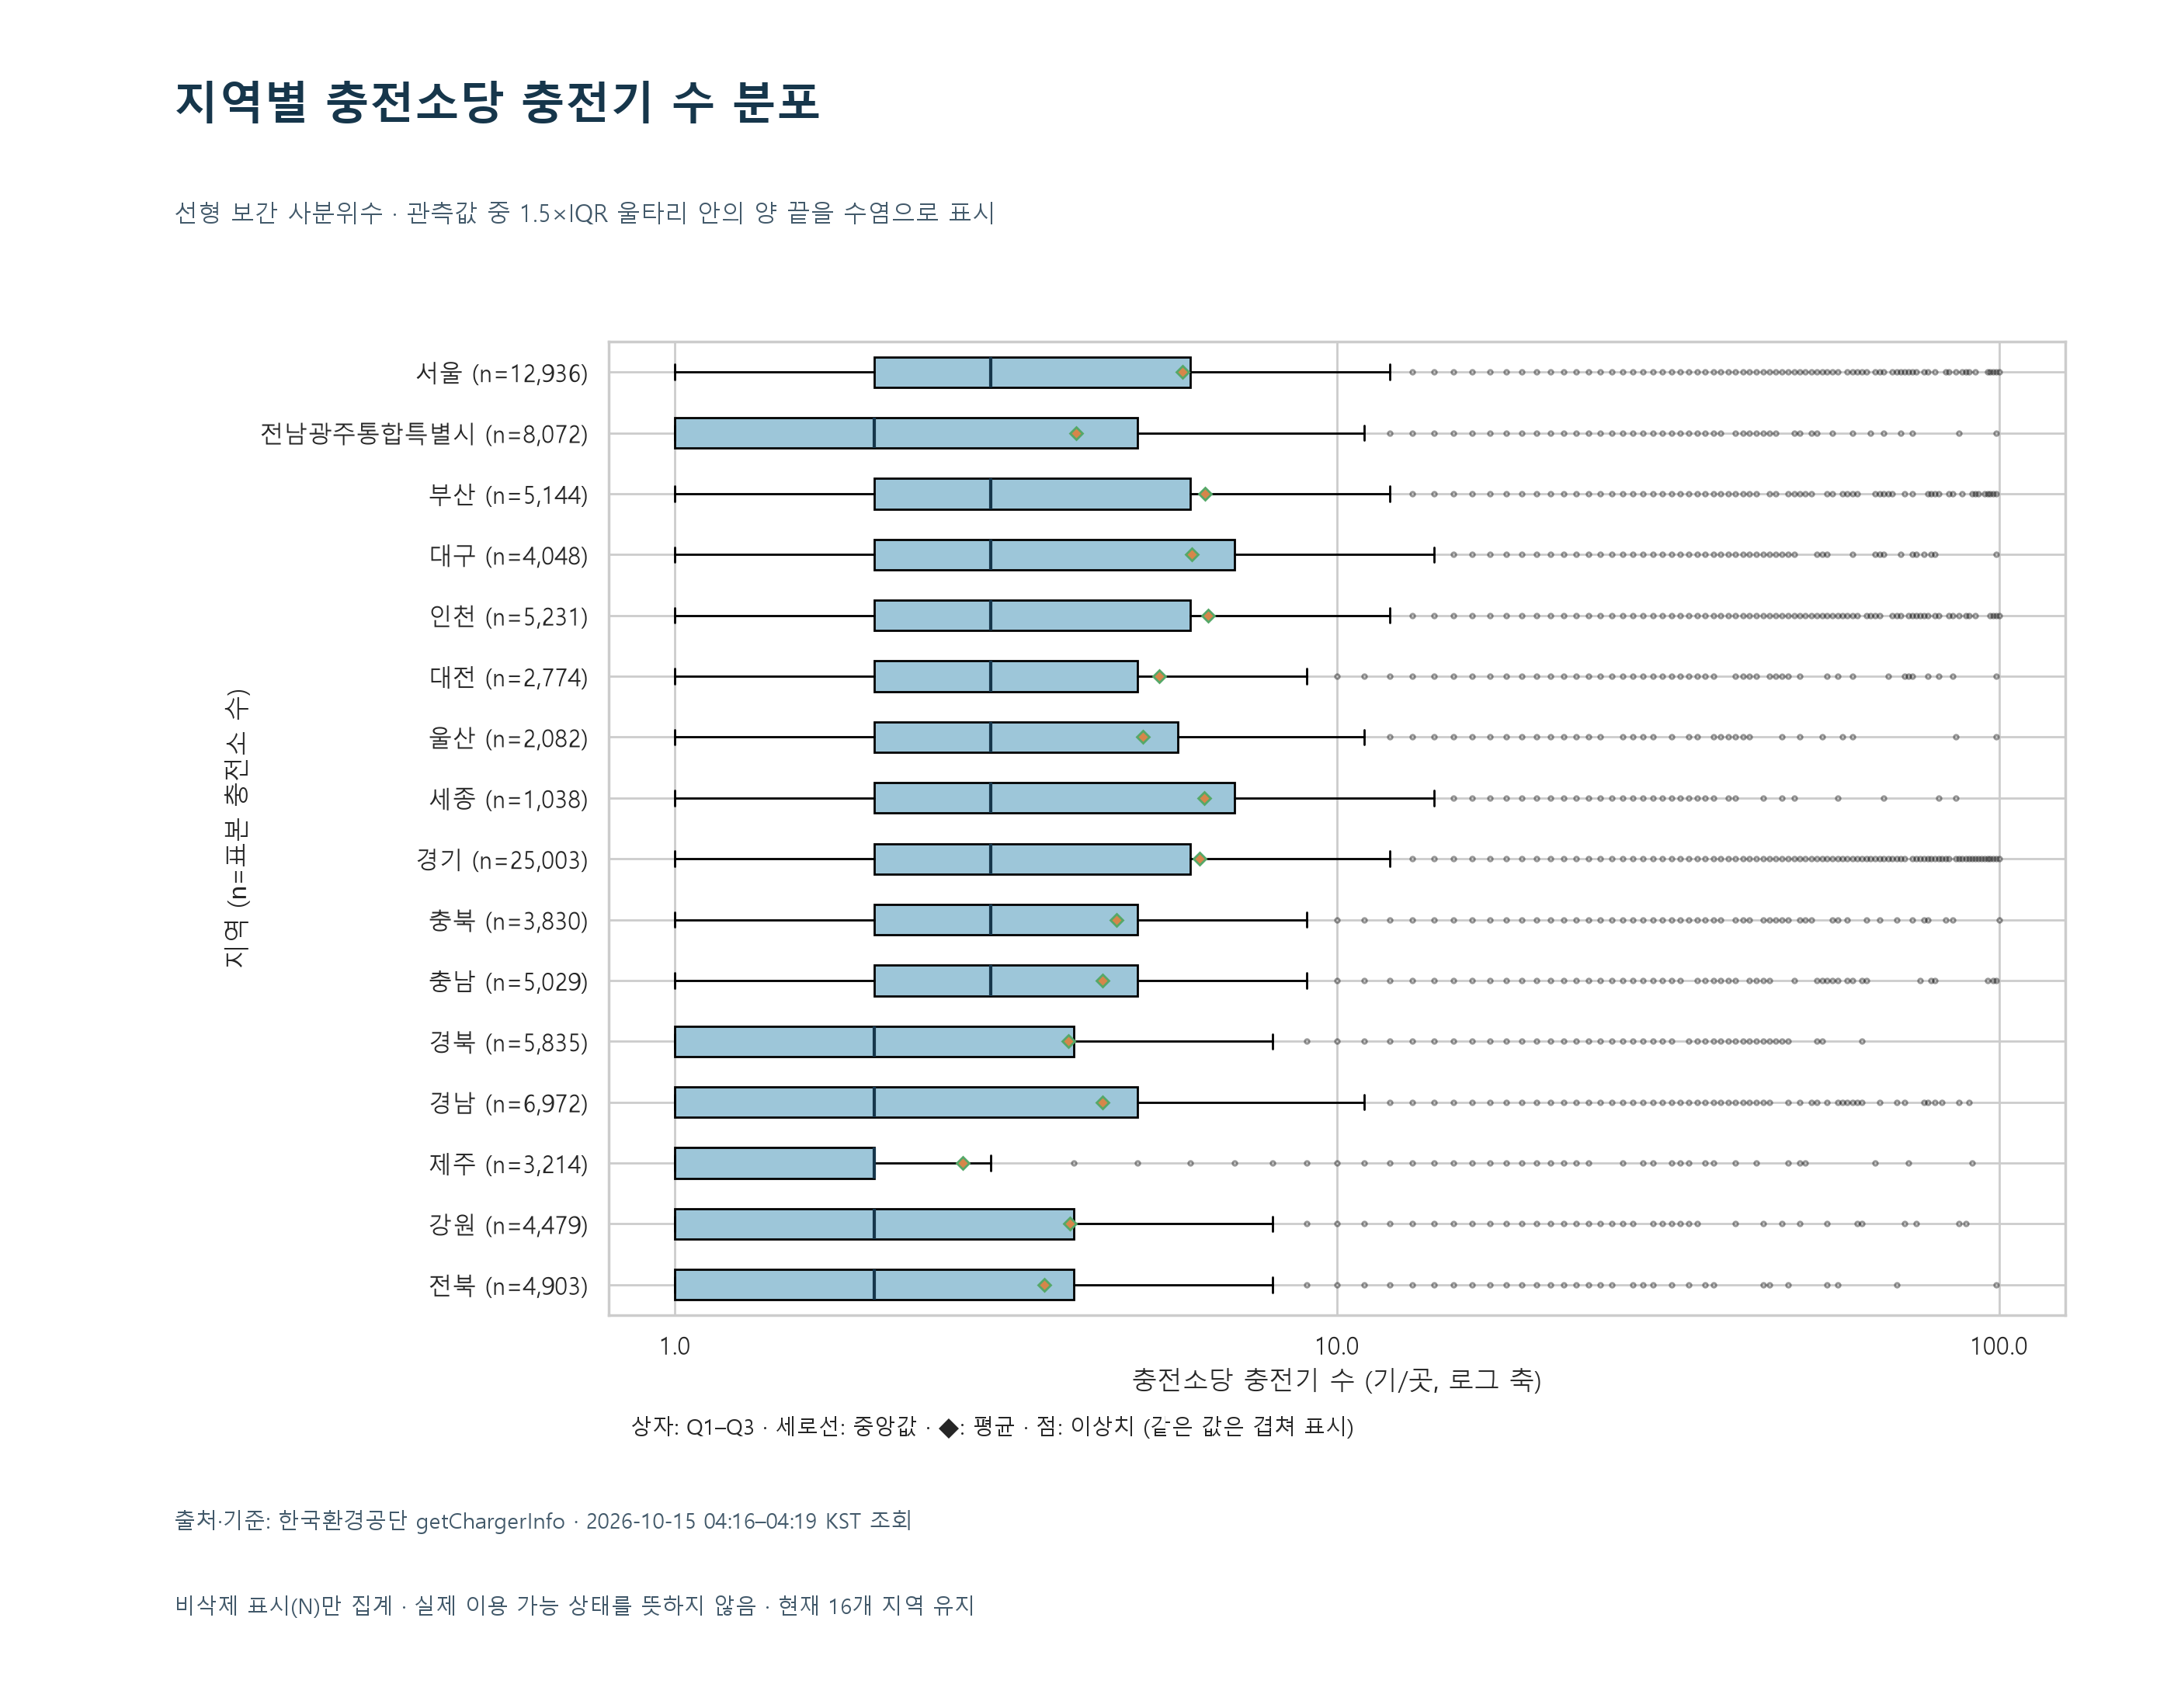 지역별 충전소당 충전기 수 분포
선형 보간 사분위수 · 관측값 중 1.5×IQR 울타리 안의 양 끝을 수염으로 표시
지역 (n=표본 충전소 수)
서울 (n=12,936)
전남광주통합특별시 (n=8,072)
부산 (n=5,144)
대구 (n=4,048)
인천 (n=5,231)
대전 (n=2,774)
울산 (n=2,082)
세종 (n=1,038)
경기 (n=25,003)
충북 (n=3,830)
충남 (n=5,029)
경북 (n=5,835)
경남 (n=6,972)
제주 (n=3,214)
강원 (n=4,479)
전북 (n=4,903)
1.0 10.0 100.0
충전소당 충전기 수 (기/곳, 로그 축)
상자: Q1–Q3 · 세로선: 중앙값 · ◆: 평균 · 점: 이상치 (같은 값은 겹쳐 표시)
출처·기준: 한국환경공단 getChargerInfo · 2026-10-15 04:16–04:19 KST 조회
비삭제 표시(N)만 집계 · 실제 이용 가능 상태를 뜻하지 않음 · 현재 16개 지역 유지